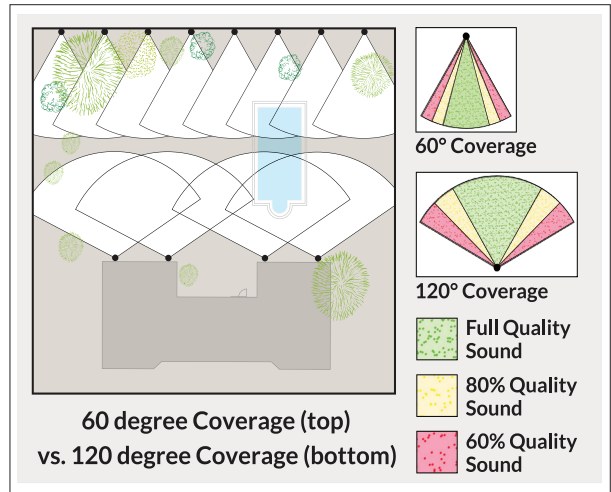 60° Coverage
120° Coverage
Full Quality
Sound
80% Quality
Sound
60% Quality
Sound
60 degree Coverage (top)
vs. 120 degree Coverage (bottom)